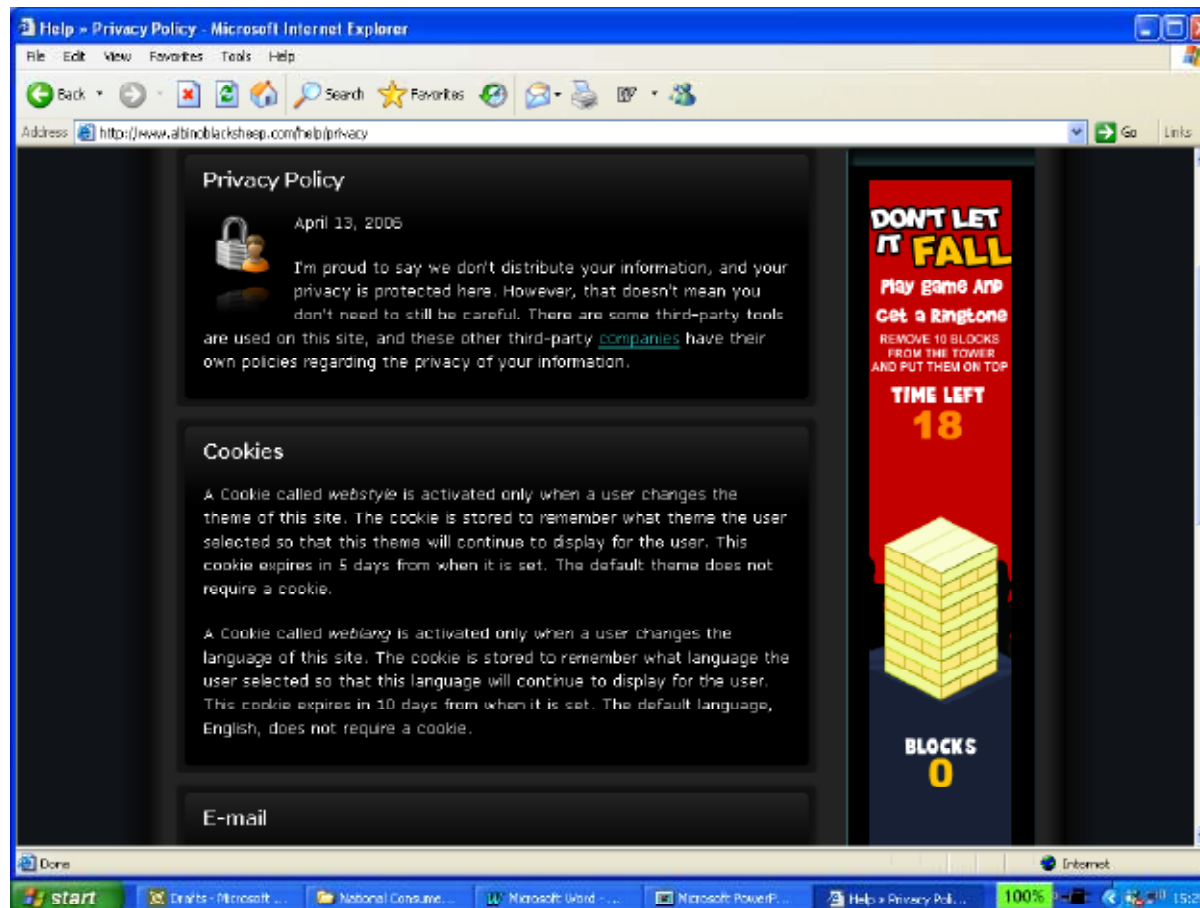 Help » Privacy Policy - Microsoft Internet Explorer
File Edit View Favorites Tools Help
Back Search Favorites
Address http://www.albinoblacksheep.com/help/privacy Go Links
Privacy Policy
April 13, 2006
I'm proud to say we don't distribute your information, and your
privacy is protected here. However, that doesn't mean you
don't need to still be careful. There are some third-party tools
are used on this site, and these other third-party companies have their
own policies regarding the privacy of your information.
Cookies
A Cookie called webstyle is activated only when a user changes the
theme of this site. The cookie is stored to remember what theme the user
selected so that this theme will continue to display for the user. This
cookie expires in 5 days from when it is set. The default theme does not
require a cookie.
A Cookie called weblang is activated only when a user changes the
language of this site. The cookie is stored to remember what language the
user selected so that this language will continue to display for the user.
This cookie expires in 10 days from when it is set. The default language,
English, does not require a cookie.
E-mail
DON'T LET
IT FALL
Play game And
Get a Ringtone
REMOVE 10 BLOCKS
FROM THE TOWER
AND PUT THEM ON TOP
TIME LEFT
18
BLOCKS
0
Done Internet
start Drafts - Microsoft ... National Consume... Microsoft Word - ... Microsoft PowerP... Help » Privacy Poli... 100%